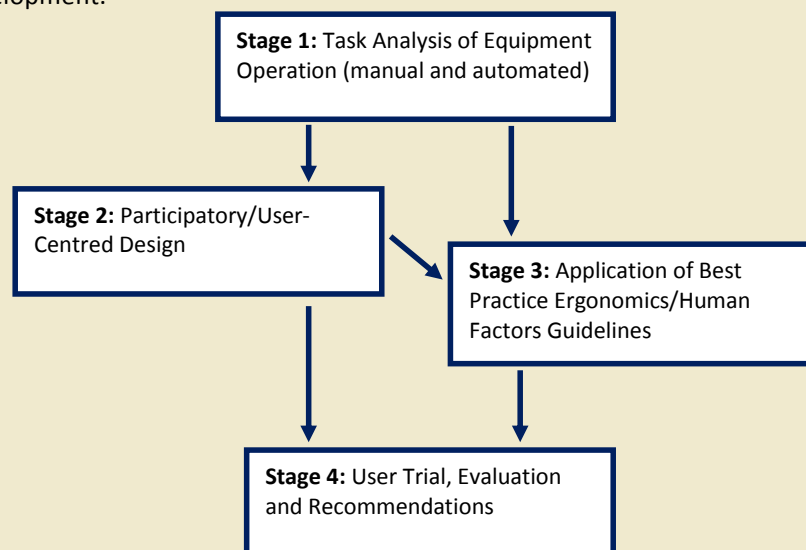 Stage 1: Task Analysis of Equipment
Operation (manual and automated)
Stage 2: Participatory/User-
Centred Design
Stage 3: Application of Best
Practice Ergonomics/Human
Factors Guidelines
Stage 4: User Trial, Evaluation
and Recommendations